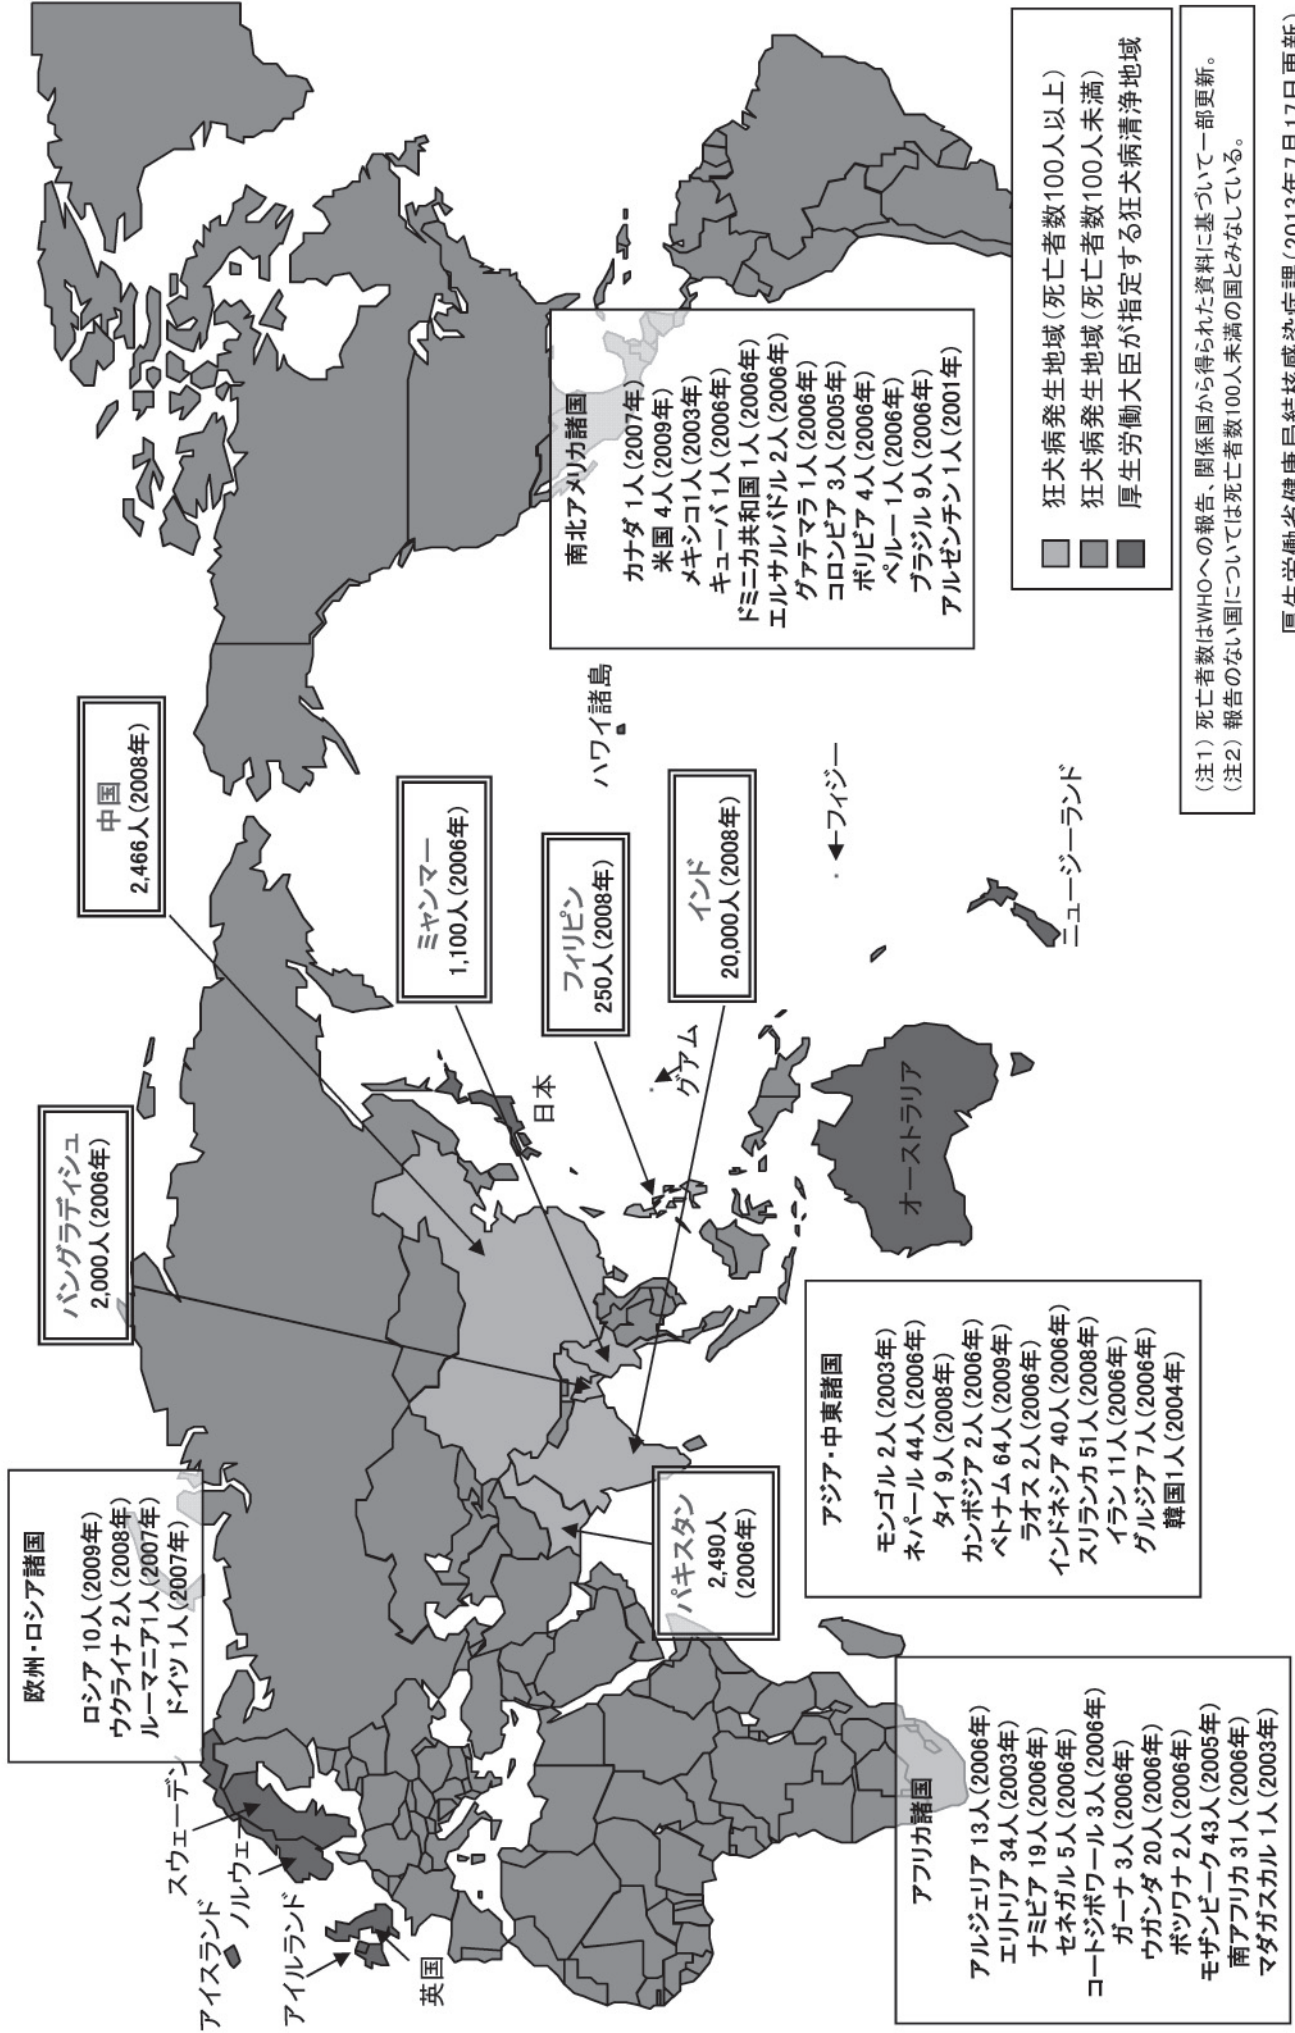 欧州・ロシア諸国
ロシア 10人(2009年)
ウクライナ 2人(2008年)
ルーマニア1人(2007年)
ドイツ 1人(2007年)
バングラディシュ
2,000人(2006年)
中国
2,466人(2008年)
アイスランド
スウェーデン
ノルウェー
アイルランド
英国
ミャンマー
1,100人(2006年)
日本
フィリピン
250人(2008年)
ハワイ諸島
南北アメリカ諸国
カナダ 1人(2007年)
米国 4人(2009年)
メキシコ1人(2003年)
キューバ 1人(2006年)
ドミニカ共和国 1人(2006年)
エルサルバドル 2人(2006年)
グァテマラ 1人(2006年)
コロンビア 3人(2005年)
ボリビア 4人(2006年)
ペルー 1人(2006年)
ブラジル 9人(2006年)
アルゼンチン 1人(2001年)
パキスタン
2,490人
(2006年)
グアム
インド
20,000人(2008年)
フィジー
アジア・中東諸国
モンゴル 2人(2003年)
ネパール 44人(2006年)
タイ 9人(2008年)
カンボジア 2人(2006年)
ベトナム 64人(2009年)
ラオス 2人(2006年)
インドネシア 40人(2006年)
スリランカ 51人(2008年)
イラン 11人(2006年)
グルジア 7人(2006年)
韓国1人(2004年)
オーストラリア
ニュージーランド
アフリカ諸国
アルジェリア 13人(2006年)
エリトリア 34人(2003年)
ナミビア 19人(2006年)
セネガル 5人(2006年)
コートジボワール 3人(2006年)
ガーナ 3人(2006年)
ウガンダ 20人(2006年)
ボツワナ 2人(2006年)
モザンビーク 43人(2005年)
南アフリカ 31人(2006年)
マダガスカル 1人(2003年)
狂犬病発生地域(死亡者数100人以上)
狂犬病発生地域(死亡者数100人未満)
厚生労働大臣が指定する狂犬病清浄地域
(注1) 死亡者数はWHOへの報告、関係国から得られた資料に基づいて一部更新。
(注2) 報告のない国については死亡者数100人未満の国とみなしている。
厚生労働省健康局結核感染症課(2013年7月17日更新)